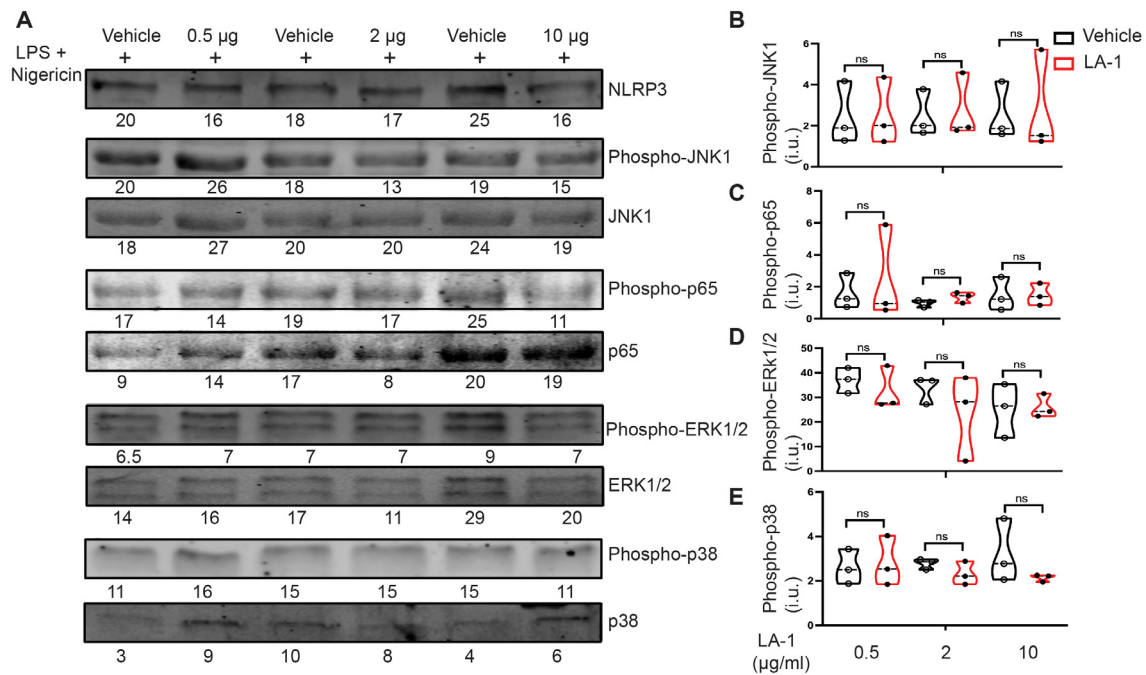 A
LPS +
Nigericin
Vehicle 0.5 µg Vehicle 2 µg Vehicle 10 µg
+ + + + + +
NLRP3
20 16 18 17 25 16
Phospho-JNK1
20 26 18 13 19 15
JNK1
18 27 20 20 24 19
Phospho-p65
17 14 19 17 25 11
p65
9 14 17 8 20 19
Phospho-ERK1/2
6.5 7 7 7 9 7
ERK1/2
14 16 17 11 29 20
Phospho-p38
11 16 15 15 15 11
p38
3 9 10 8 4 6
B
Vehicle
LA-1
Phospho-JNK1
(i.u.)
6
4
2
0
ns ns ns
C
Phospho-p65
(i.u.)
8
6
4
2
0
ns ns ns
D
Phospho-ERk1/2
(i.u.)
50
40
30
20
10
0
ns ns ns
E
Phospho-p38
(i.u.)
6
4
2
0
ns ns ns
LA-1
(µg/ml)
0.5 2 10